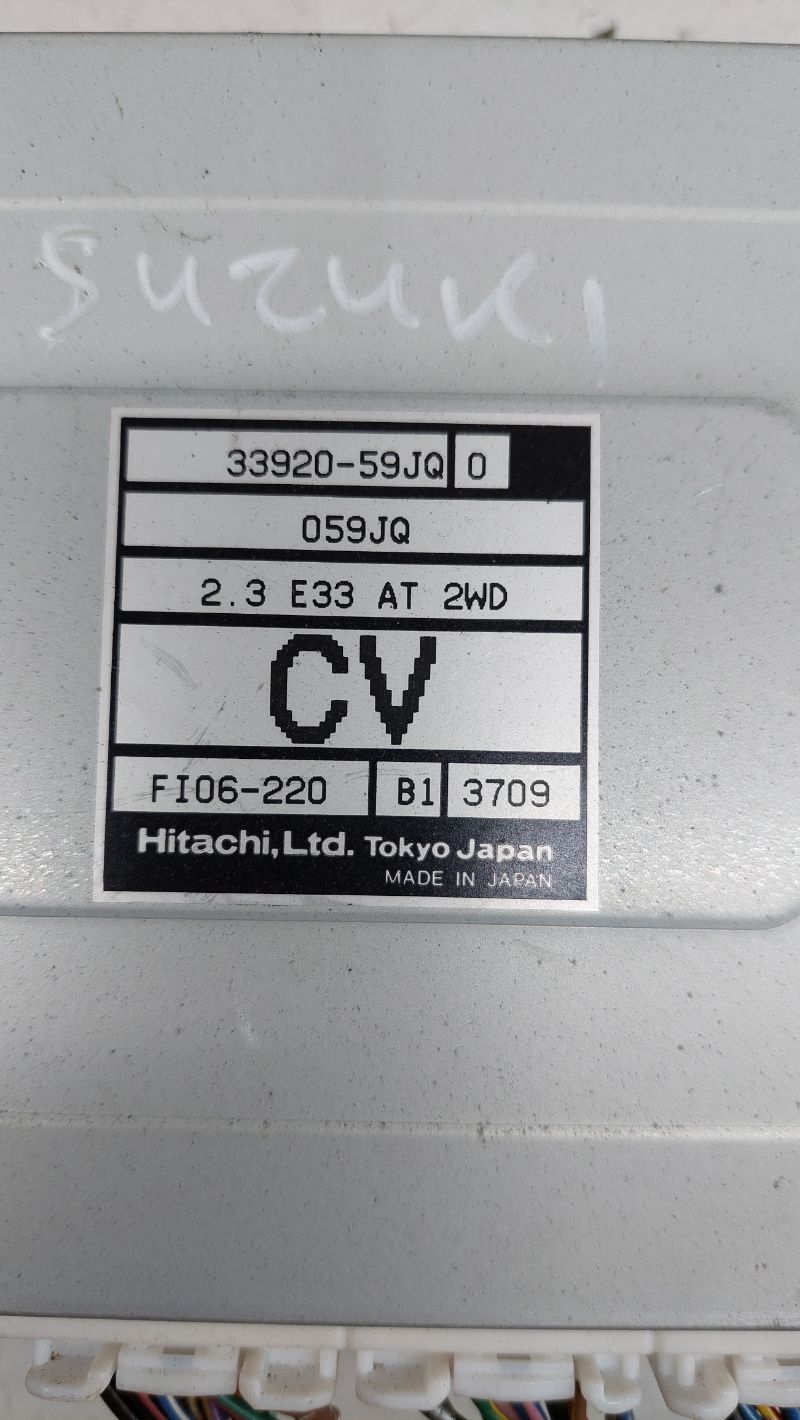 SUZUKI
33920-59JQ 0
059JQ
2.3 E33 AT 2WD
CV
FI06-220 B1 3709
Hitachi,Ltd. Tokyo Japan
MADE IN JAPAN